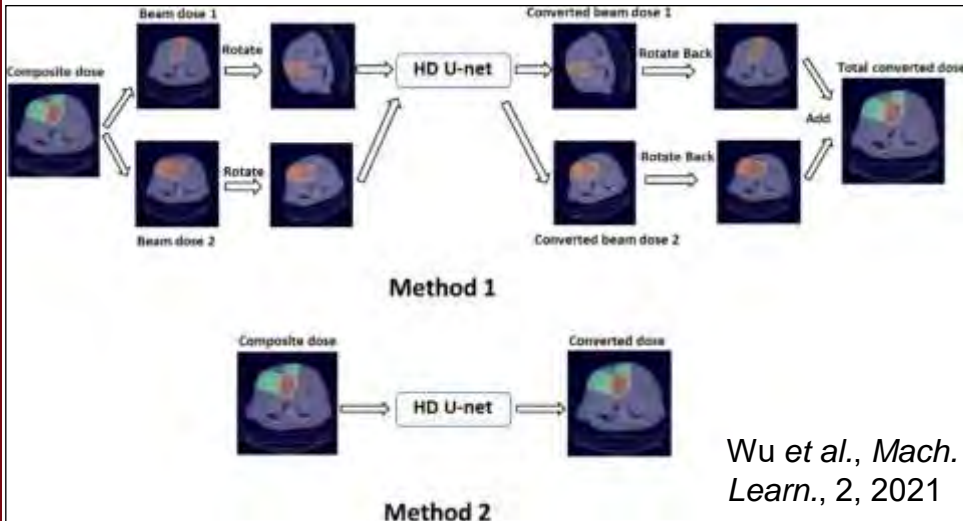 Beam dose 1
Converted beam dose 1
Rotate
Rotate Back
Composite dose
HD U-net
Total converted dose
Add
Rotate
Rotate Back
Beam dose 2
Converted beam dose 2
Method 1
Composite dose
Converted dose
HD U-net
Method 2
Wu et al., Mach.
Learn., 2, 2021